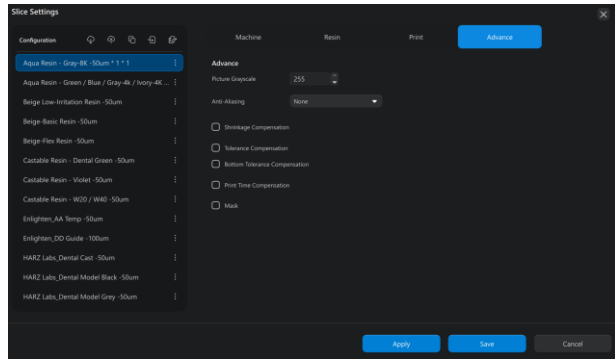 Slice Settings
Configuration
Machine
Resin
Print
Advance
Aqua Resin - Gray-8K -50um * 1 * 1
Aqua Resin - Green / Blue / Gray-4k / Ivory-4K ...
Beige Low-Irritation Resin -50um
Beige-Basic Resin -50um
Beige-Flex Resin -50um
Castable Resin - Dental Green -50um
Castable Resin - Violet -50um
Castable Resin - W20 / W40 -50um
Enlighten_AA Temp -50um
Enlighten_DD Guide -100um
HARZ Labs_Dental Cast -50um
HARZ Labs_Dental Model Black -50um
HARZ Labs_Dental Model Grey -50um
Advance
Picture Grayscale 255
Anti-Aliasing None
Shrinkage Compensation
Tolerance Compensation
Bottom Tolerance Compensation
Print Time Compensation
Mask
Apply
Save
Cancel